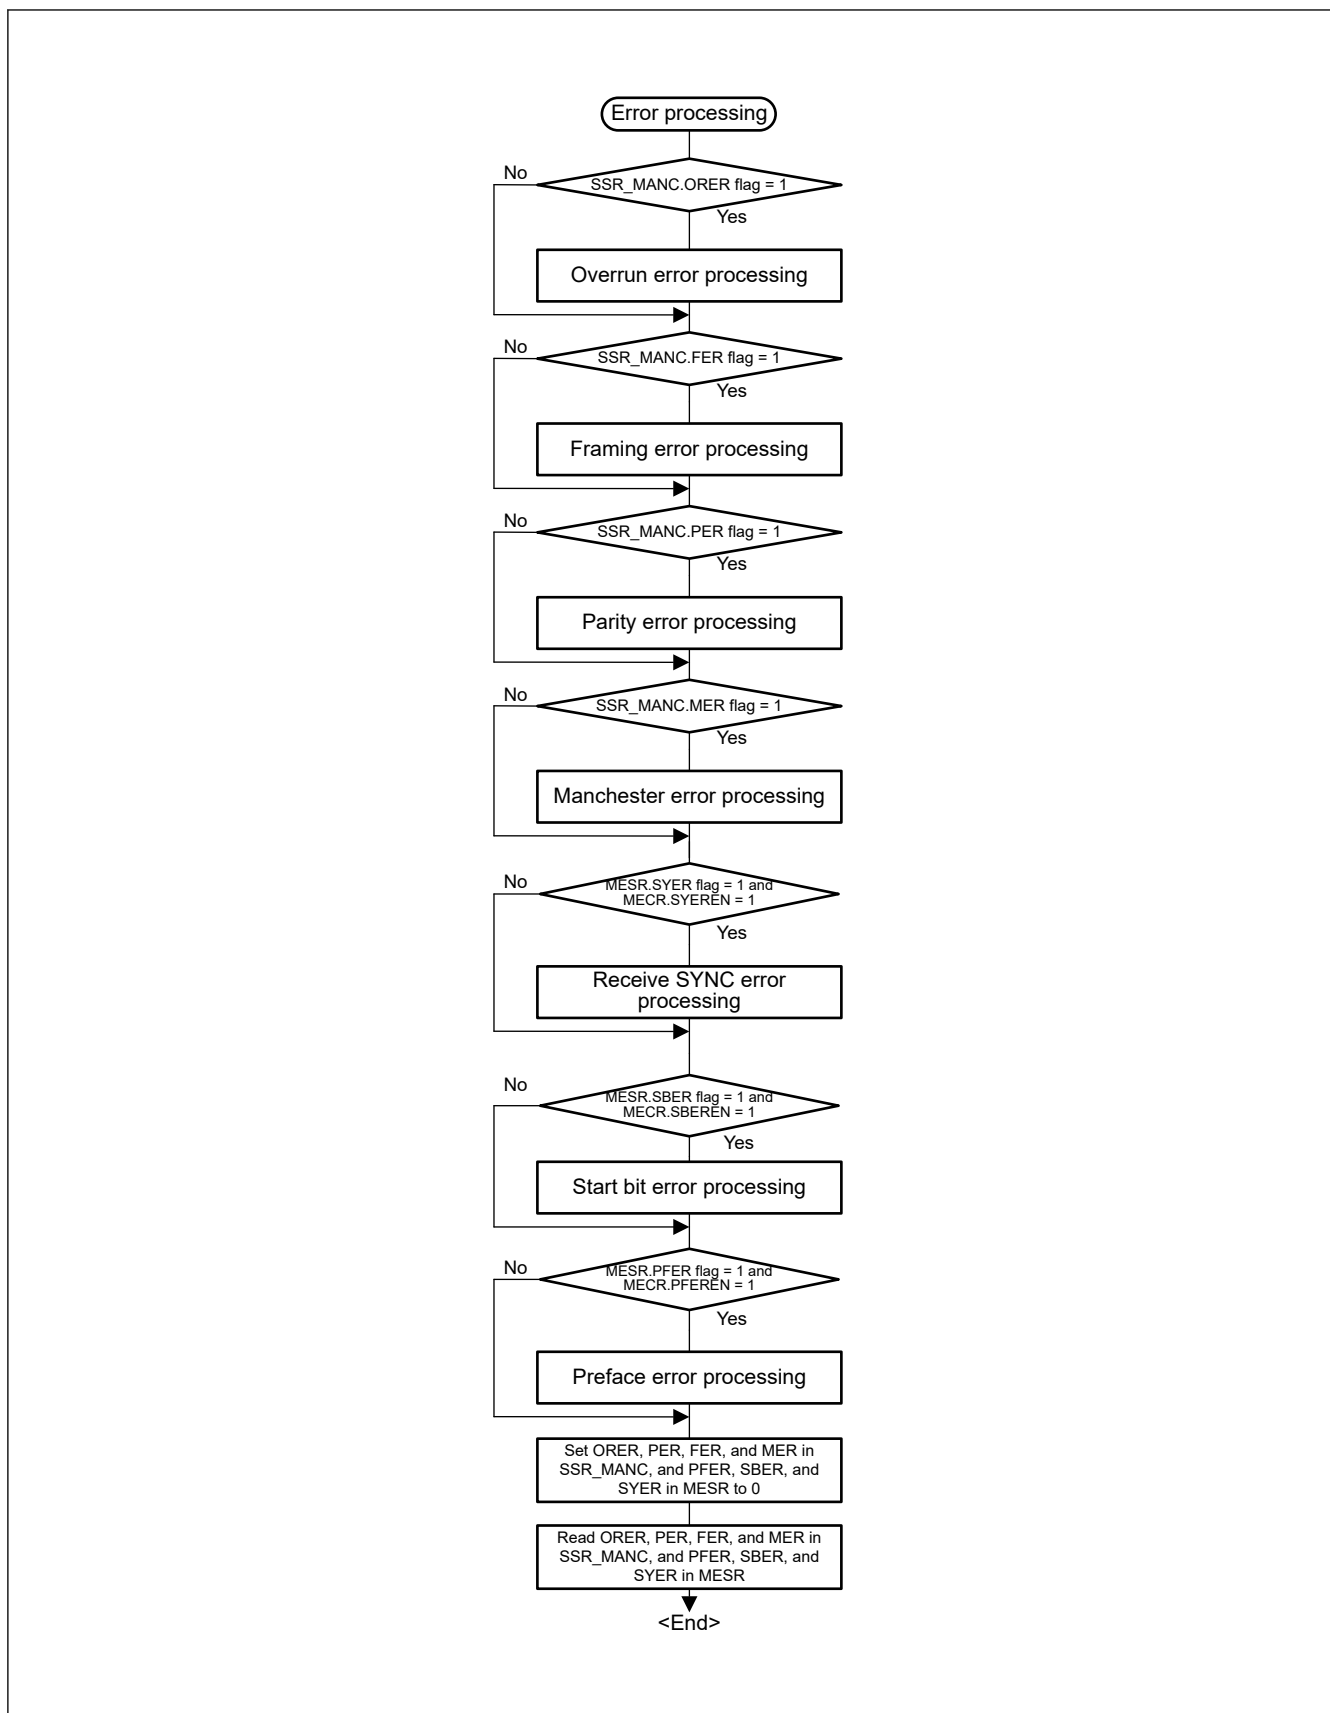 Error processing
No
SSR_MANC.ORER flag = 1
Yes
Overrun error processing
No
SSR_MANC.FER flag = 1
Yes
Framing error processing
No
SSR_MANC.PER flag = 1
Yes
Parity error processing
No
SSR_MANC.MER flag = 1
Yes
Manchester error processing
No
MESR.SYER flag = 1 and
MECR.SYEREN = 1
Yes
Receive SYNC error
processing
No
MESR.SBER flag = 1 and
MECR.SBEREN = 1
Yes
Start bit error processing
No
MESR.PFER flag = 1 and
MECR.PFEREN = 1
Yes
Preface error processing
Set ORER, PER, FER, and MER in
SSR_MANC, and PFER, SBER, and
SYER in MESR to 0
Read ORER, PER, FER, and MER in
SSR_MANC, and PFER, SBER, and
SYER in MESR
<End>